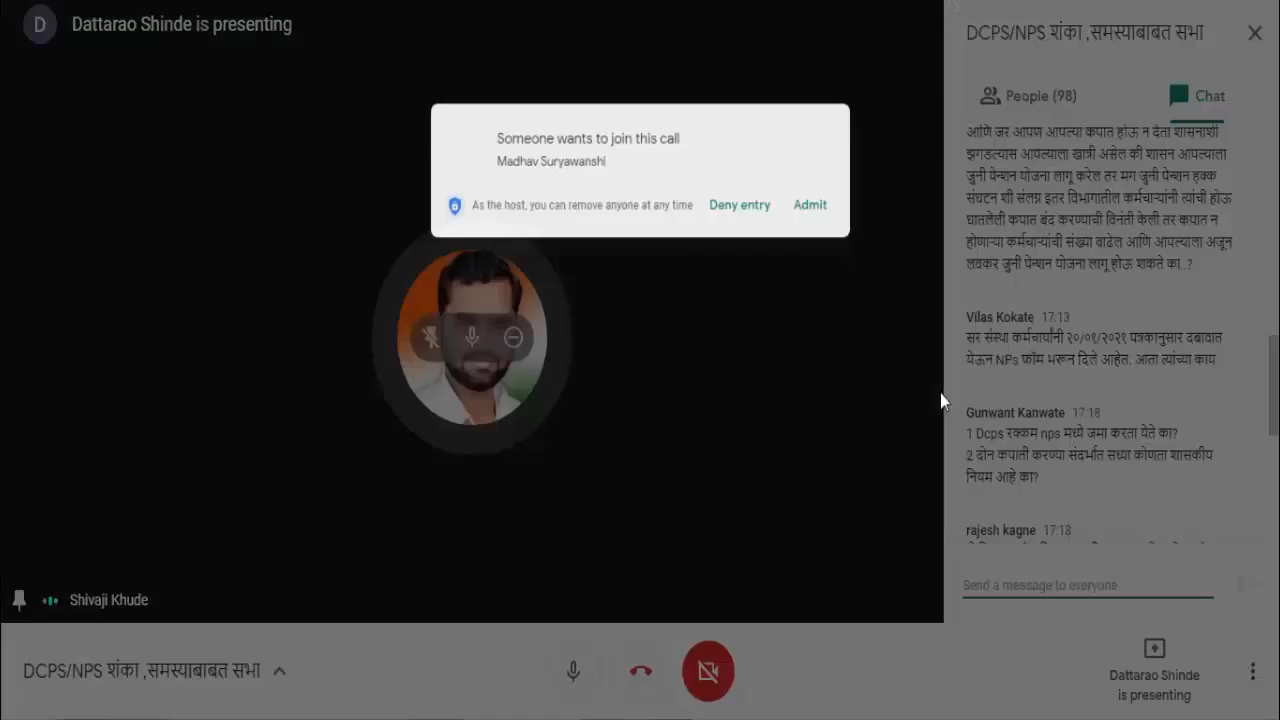 D Dattarao Shinde is presenting
DCPS/NPS शंका ,समस्याबाबत सभा
People (98)
Chat
Someone wants to join this call
Madhav Suryawanshi
As the host, you can remove anyone at any time
Deny entry
Admit
आणि जर आपण आपल्या कपात होऊ न देता शासनाशी
झगडल्यास आपल्याला खात्री असेल की शासन आपल्याला
जुनी पेन्शन योजना लागू करेल तर मग जुनी पेन्शन हक्क
संघटन शी संलग्न इतर विभागातील कर्मचाऱ्यांनी त्यांची होऊ
घातलेली कपात बंद करण्याची विनंती केली तर कपात न
होणाऱ्या कर्मचाऱ्यांची संख्या वाढेल आणि आपल्याला अजून
लवकर जुनी पेन्शन योजना लागू होऊ शकते का..?
Vilas Kokate 17.13
सर संस्था कर्मचार्यांनी २०/०१/२०२१ पत्रकानुसार दबावात
येऊन NPs फॉम भरून दिले आहेत. आता त्यांच्या काय
Gunwant Kanwate 17:18
1 Dcps रक्कम nps मध्ये जमा करता येते का?
2 दोन कपाती करण्या संदर्भात सध्या कोणता शासकीय
नियम आहे का?
rajesh kagne 17:18
Send a message to everyone
Shivaji Khude
DCPS/NPS शंका ,समस्याबाबत सभा
Dattarao Shinde
is presenting